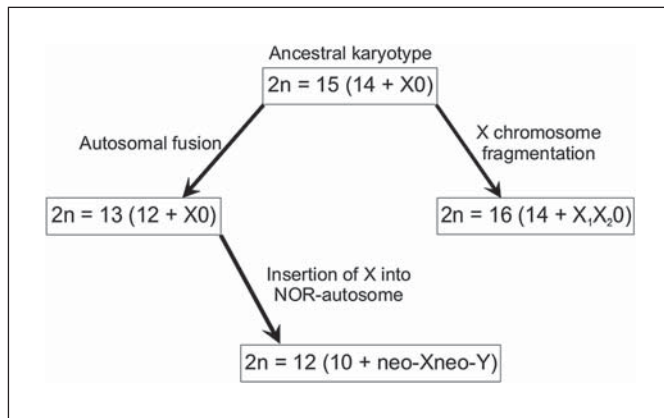 Ancestral karyotype
2n = 15 (14 + X0)
Autosomal fusion
X chromosome
fragmentation
2n = 13 (12 + X0)
2n = 16 (14 + X₁X₂0)
Insertion of X into
NOR-autosome
2n = 12 (10 + neo-Xneo-Y)